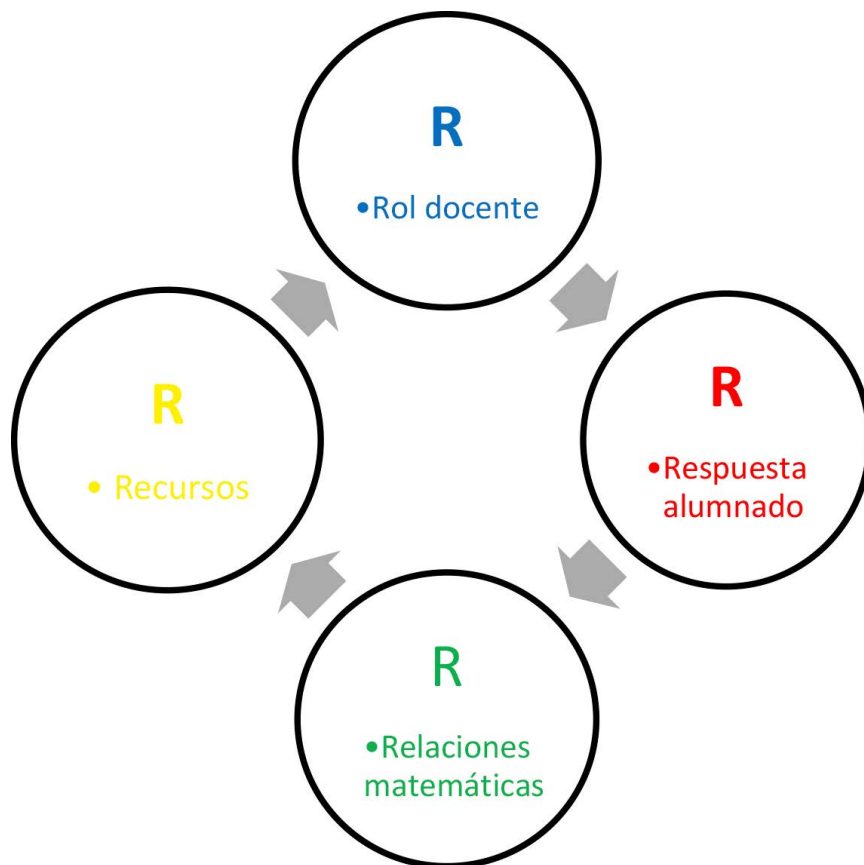 R
•Rol docente
R
•Respuesta
alumnado
R
•Relaciones
matemáticas
R
• Recursos